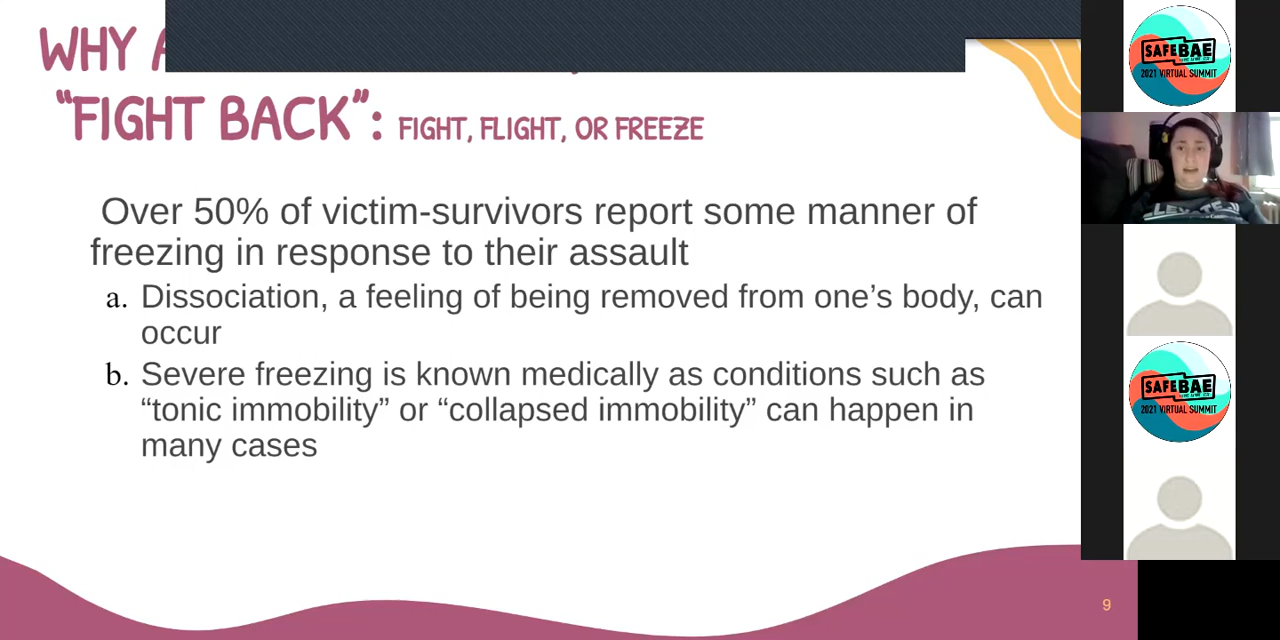 WHY
"FIGHT BACK": FIGHT, FLIGHT, OR FREEZE
Over 50% of victim-survivors report some manner of
freezing in response to their assault
a. Dissociation, a feeling of being removed from one's body, can
occur
b. Severe freezing is known medically as conditions such as
“tonic immobility” or “collapsed immobility” can happen in
many cases
9
SAFEBAE
2021 VIRTUAL SUMMIT
SAFEBAE
2021 VIRTUAL SUMMIT